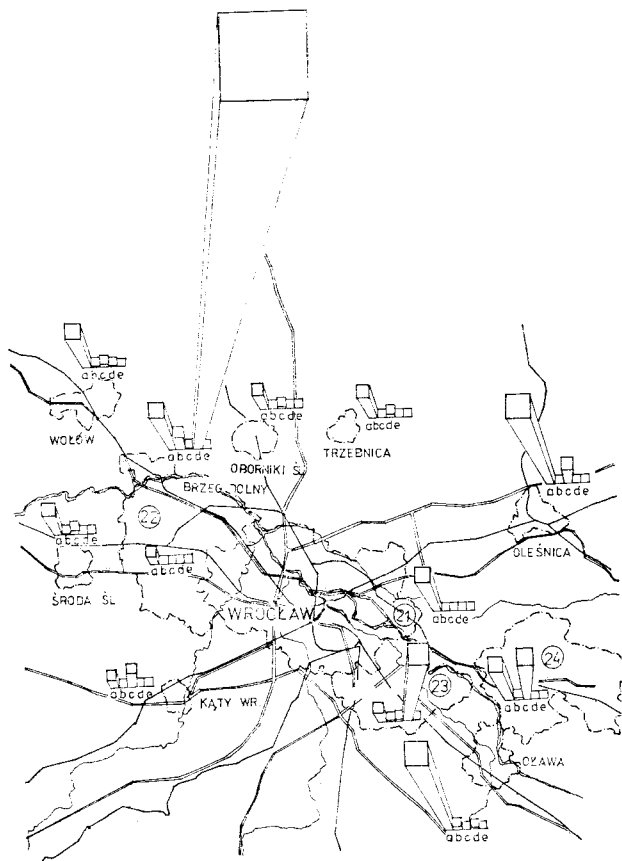 abcde
WOŁÓW
abcde
abcde
abcde
OBORNIKI Ś.
TRZEBNICA
BRZEG DOLNY
abcde
OLEŚNICA
22
abcde
abcde
ŚRODA ŚL
WROCŁAW
21
abcde
abcde
KĄTY WR
24
23
abcde
abcde
OŁAWA
abcde